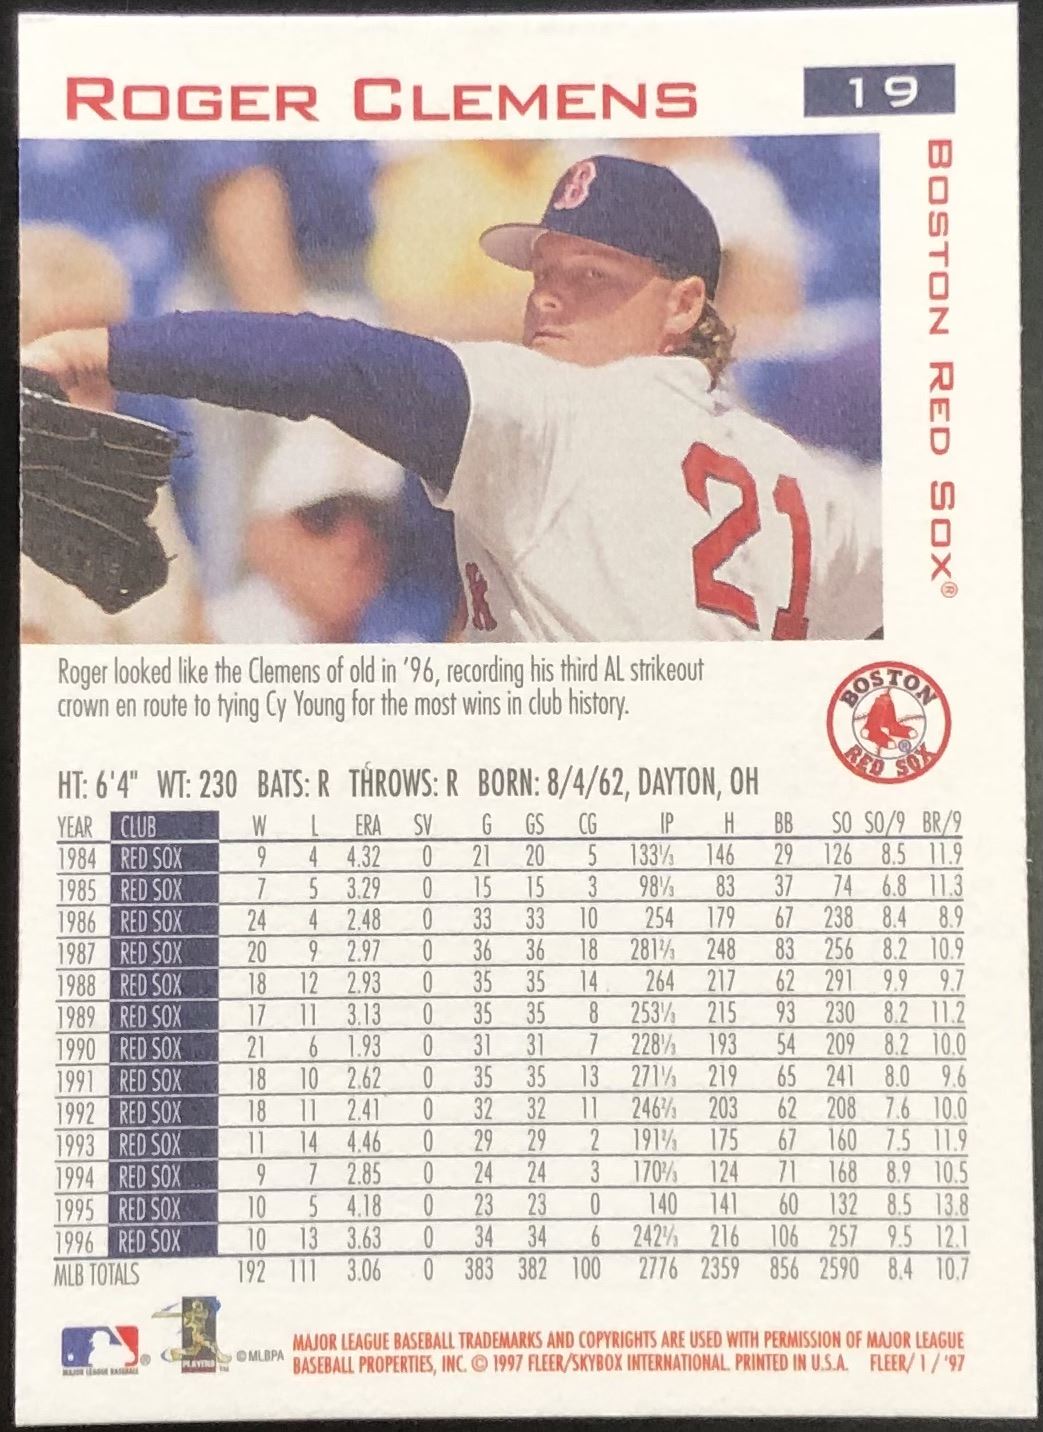 ROGER CLEMENS
19
BOSTON RED SOX®
B
21
Roger looked like the Clemens of old in '96, recording his third AL strikeout
crown en route to tying Cy Young for the most wins in club history.
BOSTON
RED SOX
®
HT: 6'4" WT: 230 BATS: R THROWS: R BORN: 8/4/62, DAYTON, OH
YEAR CLUB W L ERA SV G GS CG IP H BB SO SO/9 BR/9
1984 RED SOX 9 4 4.32 0 21 20 5 133⅓ 146 29 126 8.5 11.9
1985 RED SOX 7 5 3.29 0 15 15 3 98⅓ 83 37 74 6.8 11.3
1986 RED SOX 24 4 2.48 0 33 33 10 254 179 67 238 8.4 8.9
1987 RED SOX 20 9 2.97 0 36 36 18 281⅔ 248 83 256 8.2 10.9
1988 RED SOX 18 12 2.93 0 35 35 14 264 217 62 291 9.9 9.7
1989 RED SOX 17 11 3.13 0 35 35 8 253⅓ 215 93 230 8.2 11.2
1990 RED SOX 21 6 1.93 0 31 31 7 228⅓ 193 54 209 8.2 10.0
1991 RED SOX 18 10 2.62 0 35 35 13 271⅓ 219 65 241 8.0 9.6
1992 RED SOX 18 11 2.41 0 32 32 11 246⅔ 203 62 208 7.6 10.0
1993 RED SOX 11 14 4.46 0 29 29 2 191⅔ 175 67 160 7.5 11.9
1994 RED SOX 9 7 2.85 0 24 24 3 170⅔ 124 71 168 8.9 10.5
1995 RED SOX 10 5 4.18 0 23 23 0 140 141 60 132 8.5 13.8
1996 RED SOX 10 13 3.63 0 34 34 6 242⅔ 216 106 257 9.5 12.1
MLB TOTALS 192 111 3.06 0 383 382 100 2776 2359 856 2590 8.4 10.7
MAJOR LEAGUE BASEBALL
®
PLAYERS
©MLBPA
MAJOR LEAGUE BASEBALL TRADEMARKS AND COPYRIGHTS ARE USED WITH PERMISSION OF MAJOR LEAGUE
BASEBALL PROPERTIES, INC. © 1997 FLEER/SKYBOX INTERNATIONAL. PRINTED IN U.S.A. FLEER/ 1 / '97